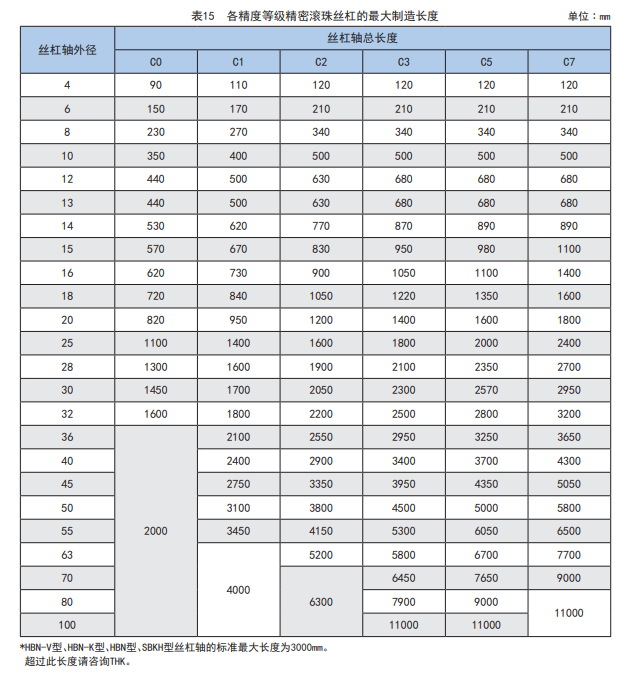 表15 各精度等级精密滚珠丝杠的最大制造长度 单位：mm
丝杠轴外径 丝杠轴总长度
C0 C1 C2 C3 C5 C7
4 90 110 120 120 120 120
6 150 170 210 210 210 210
8 230 270 340 340 340 340
10 350 400 500 500 500 500
12 440 500 630 680 680 680
13 440 500 630 680 680 680
14 530 620 770 870 890 890
15 570 670 830 950 980 1100
16 620 730 900 1050 1100 1400
18 720 840 1050 1220 1350 1600
20 820 950 1200 1400 1600 1800
25 1100 1400 1600 1800 2000 2400
28 1300 1600 1900 2100 2350 2700
30 1450 1700 2050 2300 2570 2950
32 1600 1800 2200 2500 2800 3200
36 2000 2100 2550 2950 3250 3650
40 2400 2900 3400 3700 4300
45 2750 3350 3950 4350 5050
50 3100 3800 4500 5000 5800
55 3450 4150 5300 6050 6500
63 4000 5200 5800 6700 7700
70 6300 6450 7650 9000
80 7900 9000 11000
100 11000 11000
*HBN-V型、HBN-K型、HBN型、SBKH型丝杠轴的标准最大长度为3000mm。
超过此长度请咨询THK。